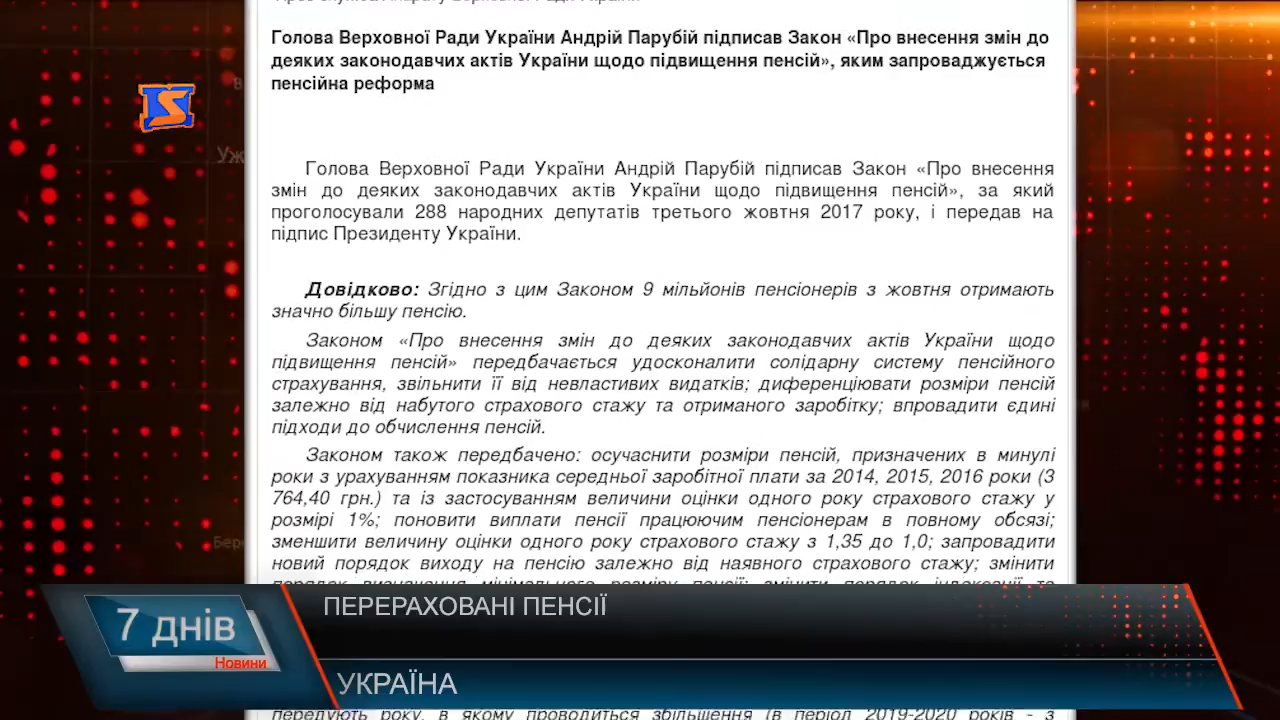 Голова Верховної Ради України Андрій Парубій підписав Закон «Про внесення змін до
деяких законодавчих актів України щодо підвищення пенсій», яким запроваджується
пенсійна реформа
Голова Верховної Ради України Андрій Парубій підписав Закон «Про внесення
змін до деяких законодавчих актів України щодо підвищення пенсій», за який
проголосували 288 народних депутатів третього жовтня 2017 року, і передав на
підпис Президенту України.
Довідково: Згідно з цим Законом 9 мільйонів пенсіонерів з жовтня отримають
значно більшу пенсію.
Законом «Про внесення змін до деяких законодавчих актів України щодо
підвищення пенсій» передбачається удосконалити солідарну систему пенсійного
страхування, звільнити її від невластивих видатків; диференціювати розміри пенсій
залежно від набутого страхового стажу та отриманого заробітку; впровадити єдині
підходи до обчислення пенсій.
Законом також передбачено: осучаснити розміри пенсій, призначених в минулі
роки з урахуванням показника середньої заробітної плати за 2014, 2015, 2016 роки (3
764,40 грн.) та із застосуванням величини оцінки одного року страхового стажу у
розмірі 1%; поновити виплати пенсії працюючим пенсіонерам в повному обсязі;
зменшити величину оцінки одного року страхового стажу з 1,35 до 1,0; запровадити
новий порядок виходу на пенсію залежно від наявного страхового стажу; змінити
ПЕРЕРАХОВАНІ ПЕНСІЇ
7 днів
Новини
УКРАЇНА
передують року, в якому проводиться збільшення (в період 2019-2020 років - з